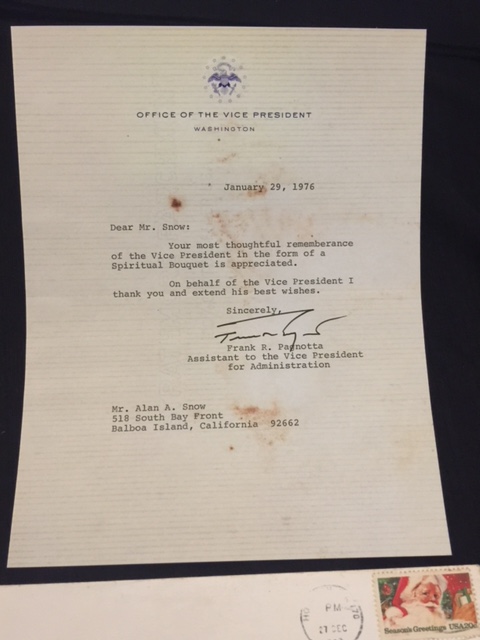 OFFICE OF THE VICE PRESIDENT
WASHINGTON
January 29, 1976
Dear Mr. Snow:
Your most thoughtful rememberance
of the Vice President in the form of a
Spiritual Bouquet is appreciated.
On behalf of the Vice President I
thank you and extend his best wishes.
Sincerely,
Frank R. Pagnotta
Assistant to the Vice President
for Administration
Mr. Alan A. Snow
518 South Bay Front
Balboa Island, California 92662
PM
27 DEC
Season's Greetings USA20c